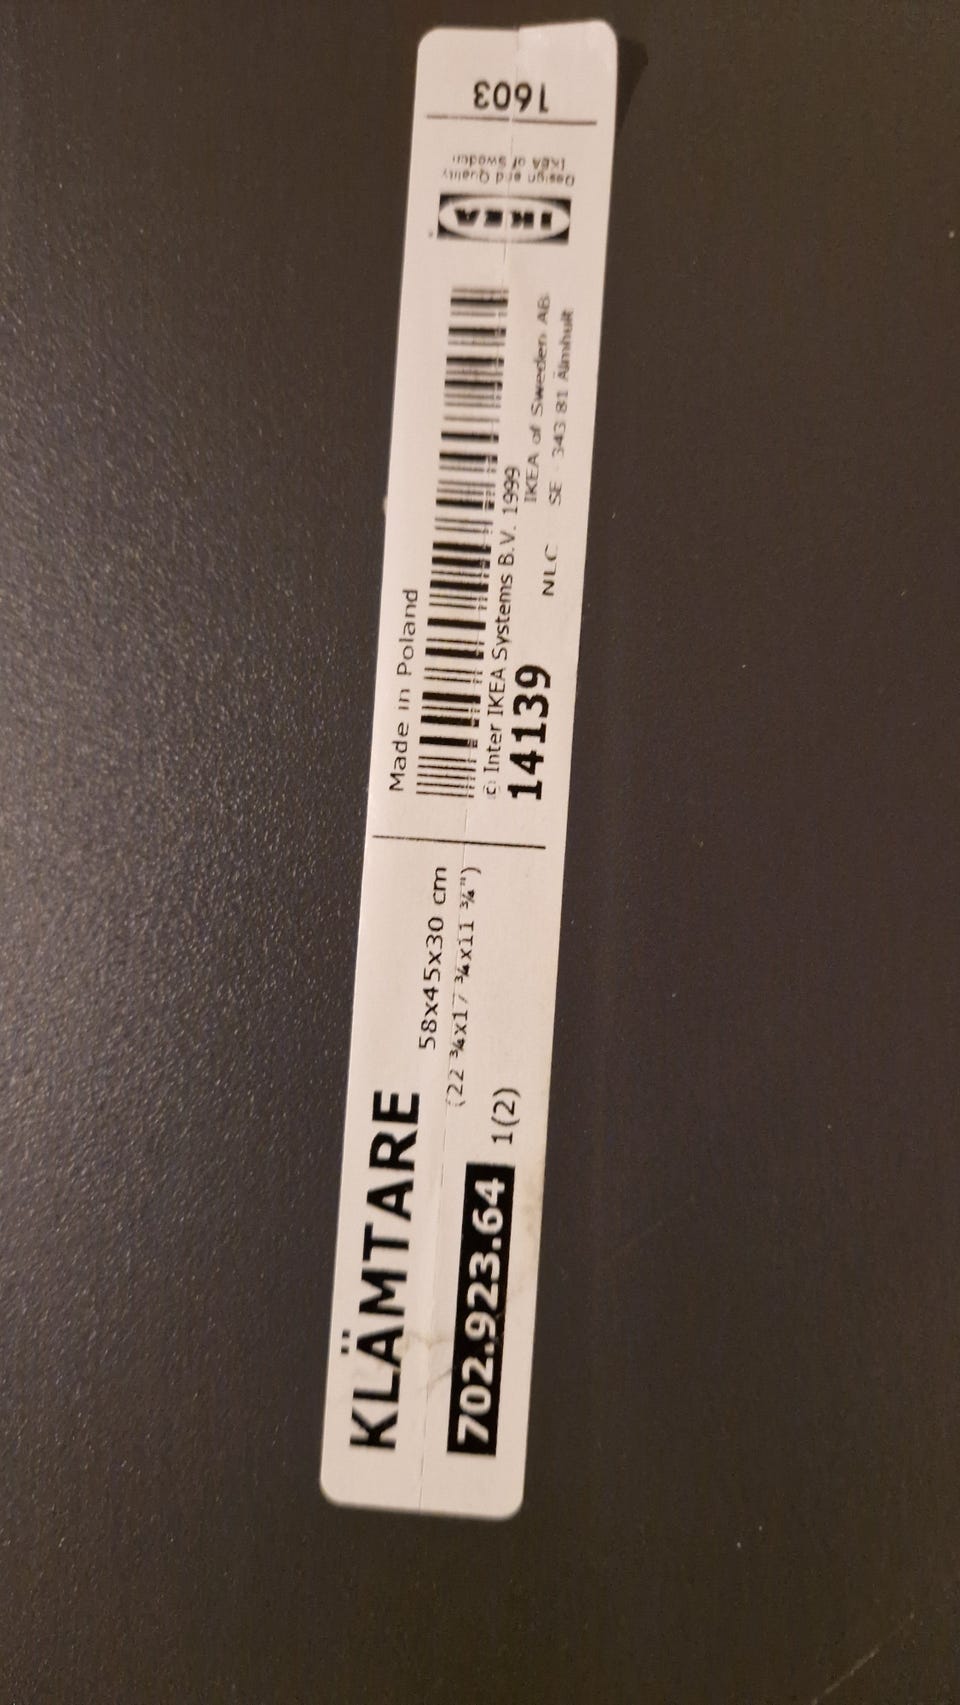 KLÄMTARE
58x45x30 cm
(22 ¾x17 ¾x11 ¾")
702.923.64
1(2)
Made in Poland
© Inter IKEA Systems B.V. 1999
14139
NLC
IKEA of Sweden AB
SE - 343 81 Älmhult
IKEA
Design and Quality
IKEA of Sweden
1603